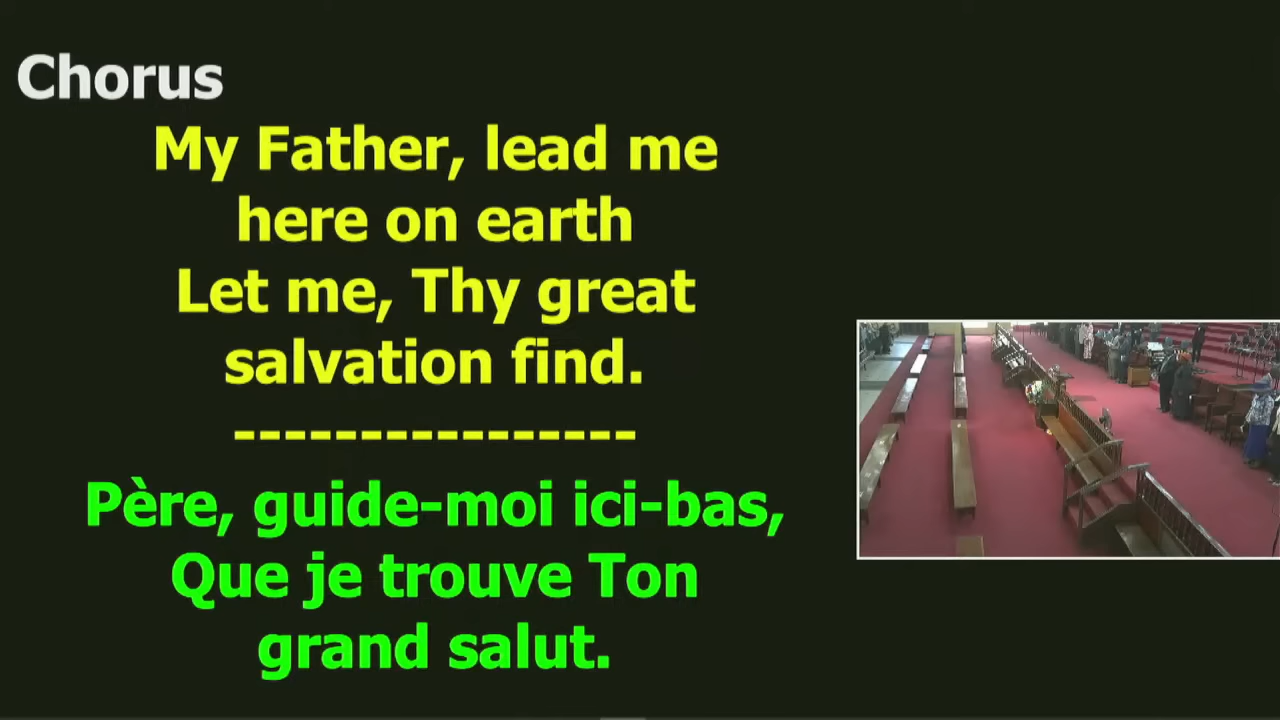 Chorus
My Father, lead me
here on earth
Let me, Thy great
salvation find.
----------------
Père, guide-moi ici-bas,
Que je trouve Ton
grand salut.